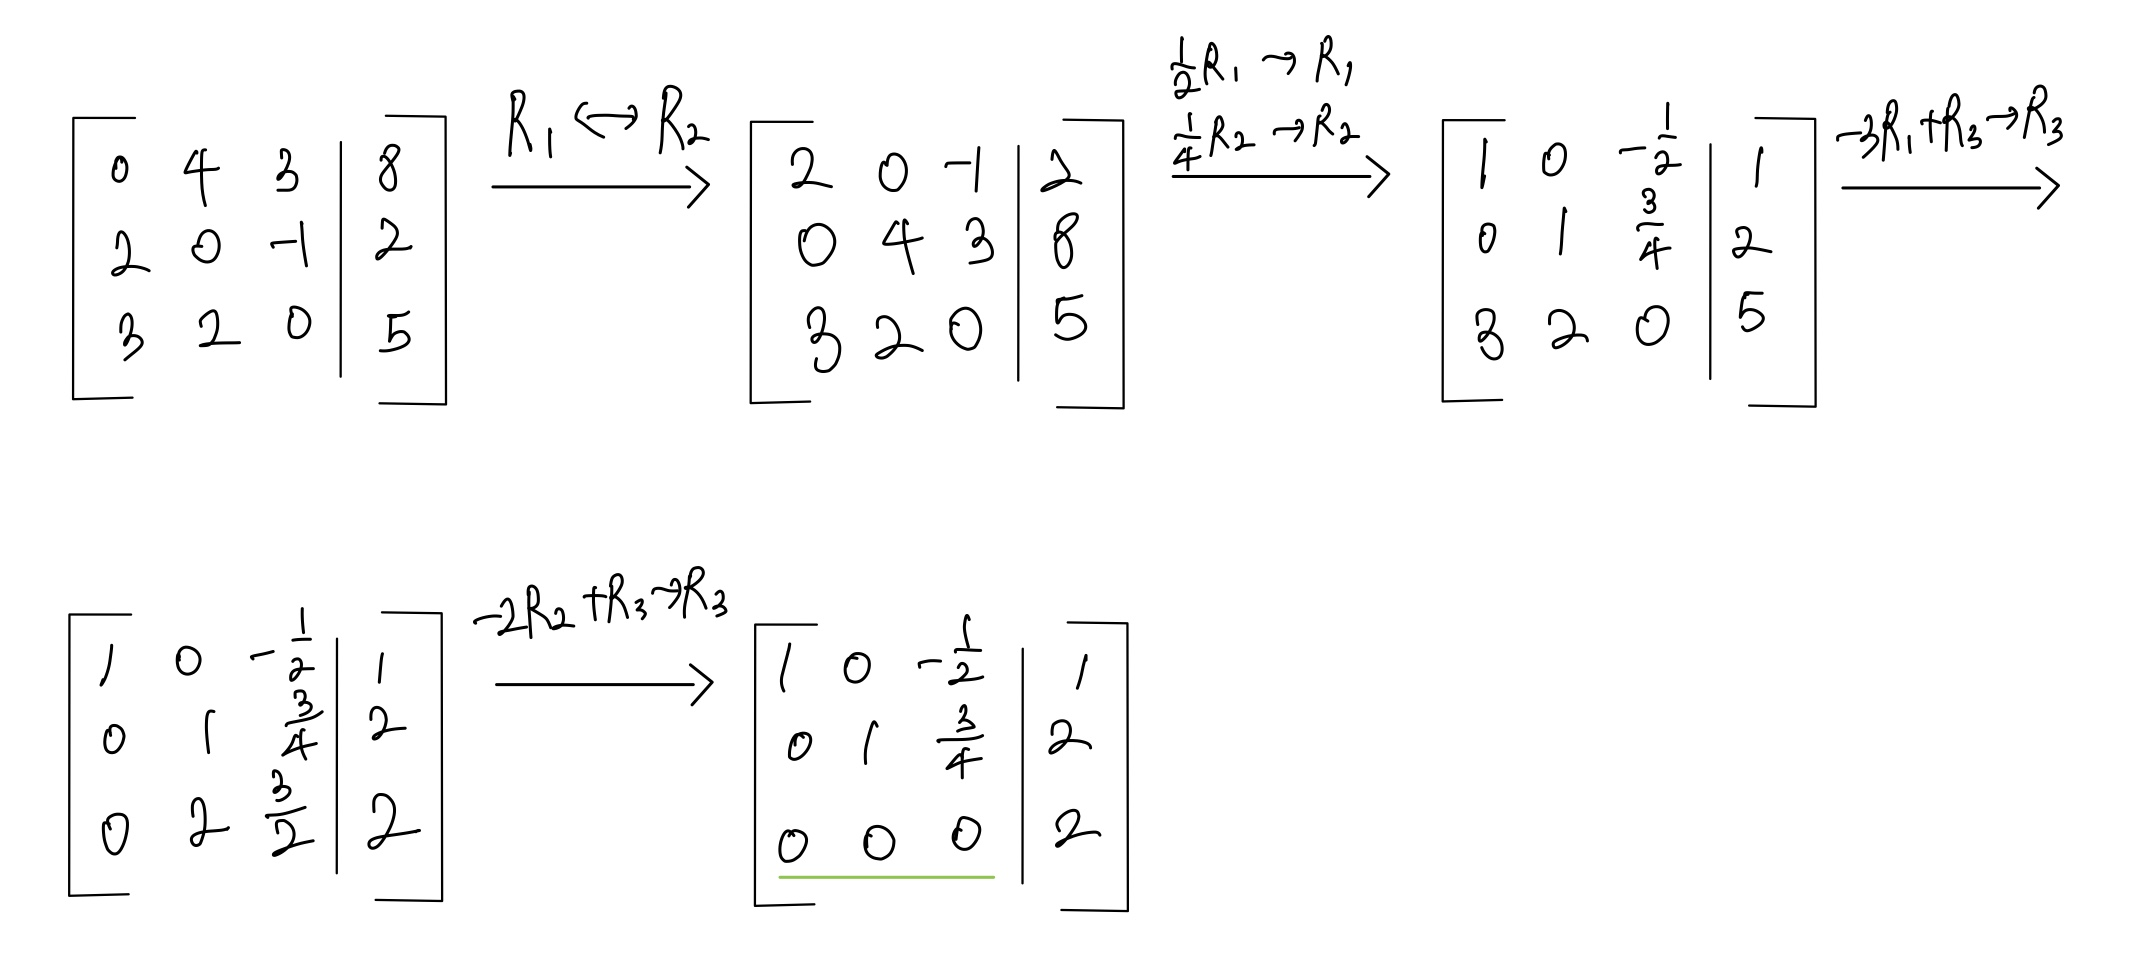 R₁ ↔ R₂
½R₁ → R₁
¼R₂ → R₂
-3R₁ + R₃ → R₃
0 4 3 | 8
2 0 -1 | 2
3 2 0 | 5
2 0 -1 | 2
0 4 3 | 8
3 2 0 | 5
1 0 -1/2 | 1
0 1 3/4 | 2
3 2 0 | 5
-2R₂ + R₃ → R₃
1 0 -1/2 | 1
0 1 3/4 | 2
0 2 3/2 | 2
1 0 -1/2 | 1
0 1 3/4 | 2
0 0 0 | 2